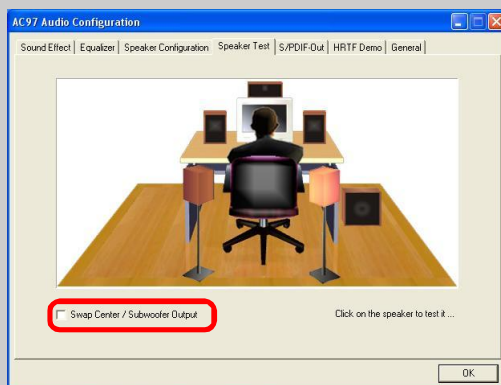 AC97 Audio Configuration
Sound Effect Equalizer Speaker Configuration Speaker Test S/PDIF-Out HRTF Demo General
Swap Center / Subwoofer Output
Click on the speaker to test it ...
OK